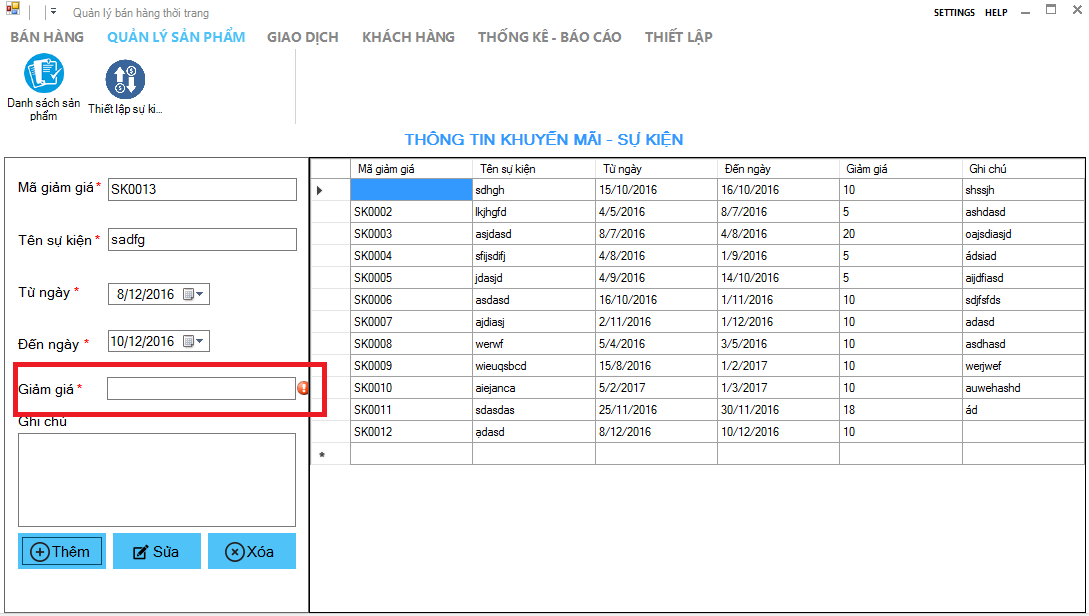 Quản lý bán hàng thời trang
SETTINGS HELP
BÁN HÀNG QUẢN LÝ SẢN PHẨM GIAO DỊCH KHÁCH HÀNG THỐNG KÊ - BÁO CÁO THIẾT LẬP
Danh sách sản phẩm
Thiết lập sự ki...
THÔNG TIN KHUYẾN MÃI - SỰ KIỆN
Mã giảm giá* SK0013
Tên sự kiện * sadfg
Từ ngày * 8/12/2016
Đến ngày * 10/12/2016
Giảm giá *
Ghi chú
Thêm Sửa Xóa
Mã giảm giá Tên sự kiện Từ ngày Đến ngày Giảm giá Ghi chú
sdhgh 15/10/2016 16/10/2016 10 shssjh
SK0002 lkjhgfd 4/5/2016 8/7/2016 5 ashdasd
SK0003 asjdasd 8/7/2016 4/8/2016 20 oajsdiasjd
SK0004 sfijsdifj 4/8/2016 1/9/2016 5 ádsiad
SK0005 jdasjd 4/9/2016 14/10/2016 5 aijdfiasd
SK0006 asdasd 16/10/2016 1/11/2016 10 sdjfsfds
SK0007 ajdiasj 2/11/2016 1/12/2016 10 adasd
SK0008 werwf 5/4/2016 3/5/2016 10 asdhasd
SK0009 wieuqsbcd 15/8/2016 1/2/2017 10 werjwef
SK0010 aiejanca 5/2/2017 1/3/2017 10 auwehashd
SK0011 sdasdas 25/11/2016 30/11/2016 18 ád
SK0012 ạdasd 8/12/2016 10/12/2016 10
*